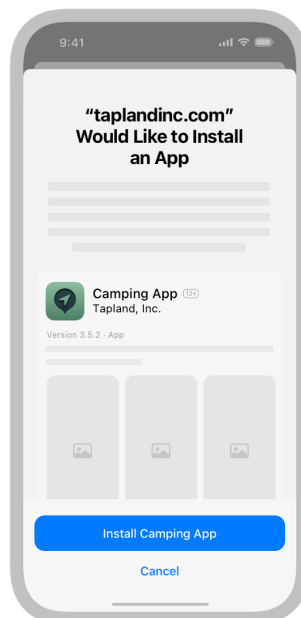 9:41
“taplandinc.com”
Would Like to Install
an App
Camping App 12+
Tapland, Inc.
Version 3.5.2 · App
Install Camping App
Cancel